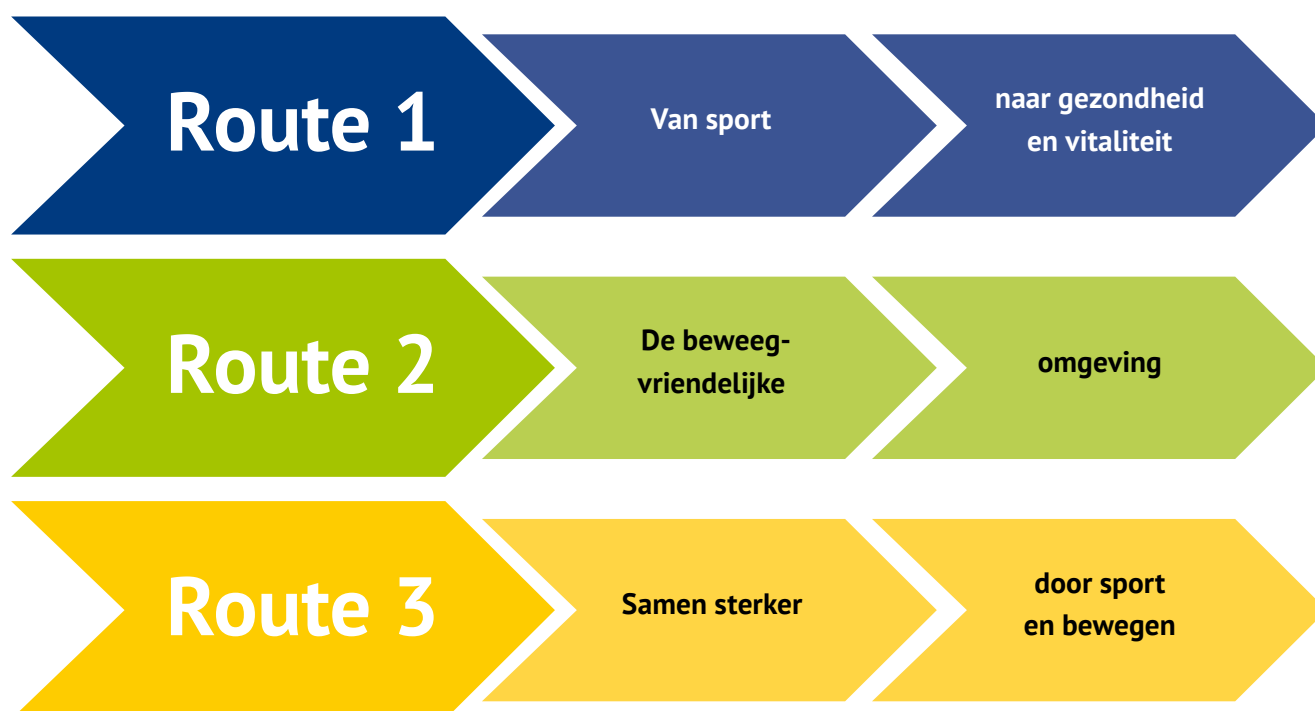 Route 1
Van sport
naar gezondheid
en vitaliteit
Route 2
De beweeg-
vriendelijke
omgeving
Route 3
Samen sterker
door sport
en bewegen